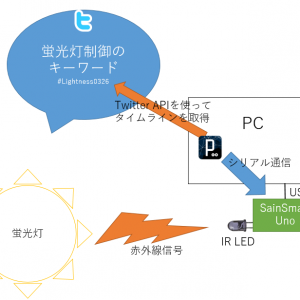 蛍光灯制御の
キーワード
#Lightness0326
Twitter APIを使って
タイムラインを取得
PC
P
シリアル通信
US
SainSma
Uno
蛍光灯
赤外線信号
IR LED